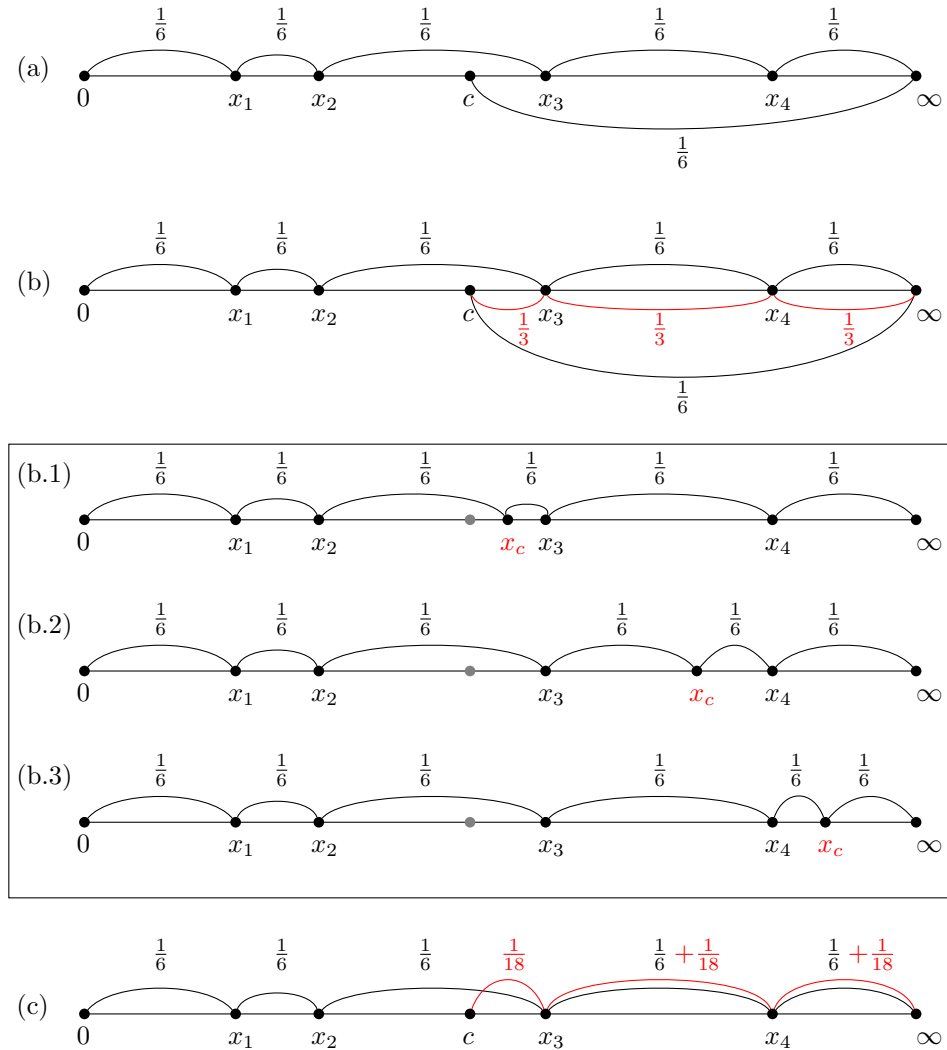 1/6 1/6 1/6 1/6 1/6
(a)
0 x₁ x₂ c x₃ x₄ ∞
1/6
1/6 1/6 1/6 1/6 1/6
(b)
0 x₁ x₂ c x₃ x₄ ∞
1/3 1/3 1/3
1/6
(b.1) 1/6 1/6 1/6 1/6 1/6 1/6
0 x₁ x₂ x_c x₃ x₄ ∞
(b.2) 1/6 1/6 1/6 1/6 1/6 1/6
0 x₁ x₂ x₃ x_c x₄ ∞
(b.3) 1/6 1/6 1/6 1/6 1/6 1/6
0 x₁ x₂ x₃ x₄ x_c ∞
1/6 1/6 1/6 1/18 1/6 + 1/18 1/6 + 1/18
(c)
0 x₁ x₂ c x₃ x₄ ∞